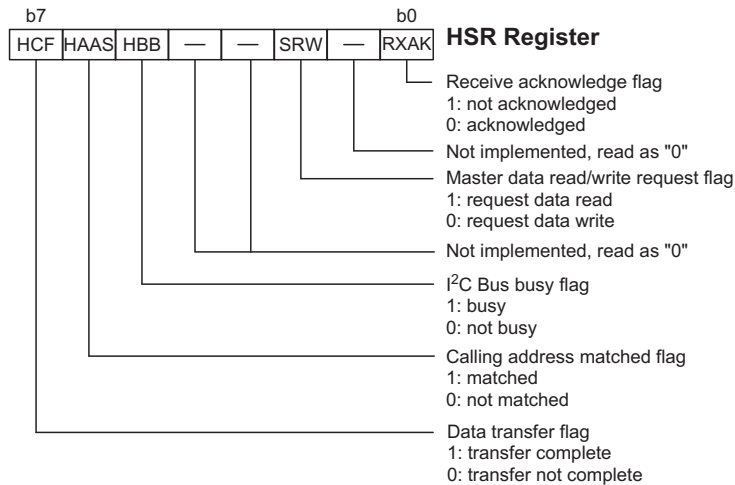 b7 b0
HCF HAAS HBB — — SRW — RXAK
HSR Register
Receive acknowledge flag
1: not acknowledged
0: acknowledged
Not implemented, read as "0"
Master data read/write request flag
1: request data read
0: request data write
Not implemented, read as "0"
I²C Bus busy flag
1: busy
0: not busy
Calling address matched flag
1: matched
0: not matched
Data transfer flag
1: transfer complete
0: transfer not complete